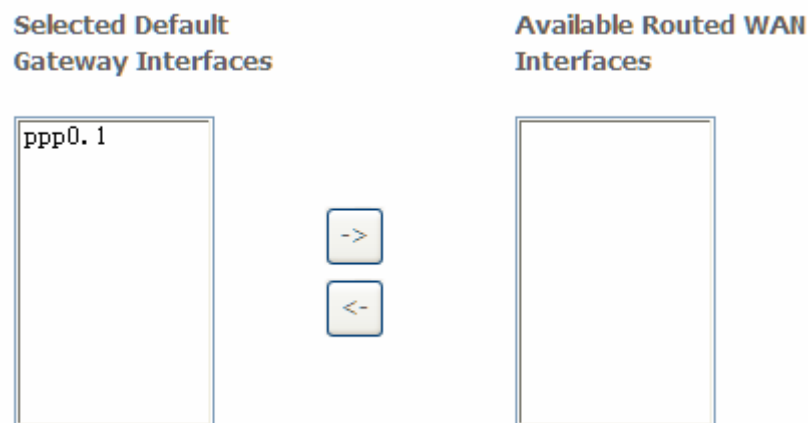 Selected Default
Gateway Interfaces
Available Routed WAN
Interfaces
ppp0.1
->
<-